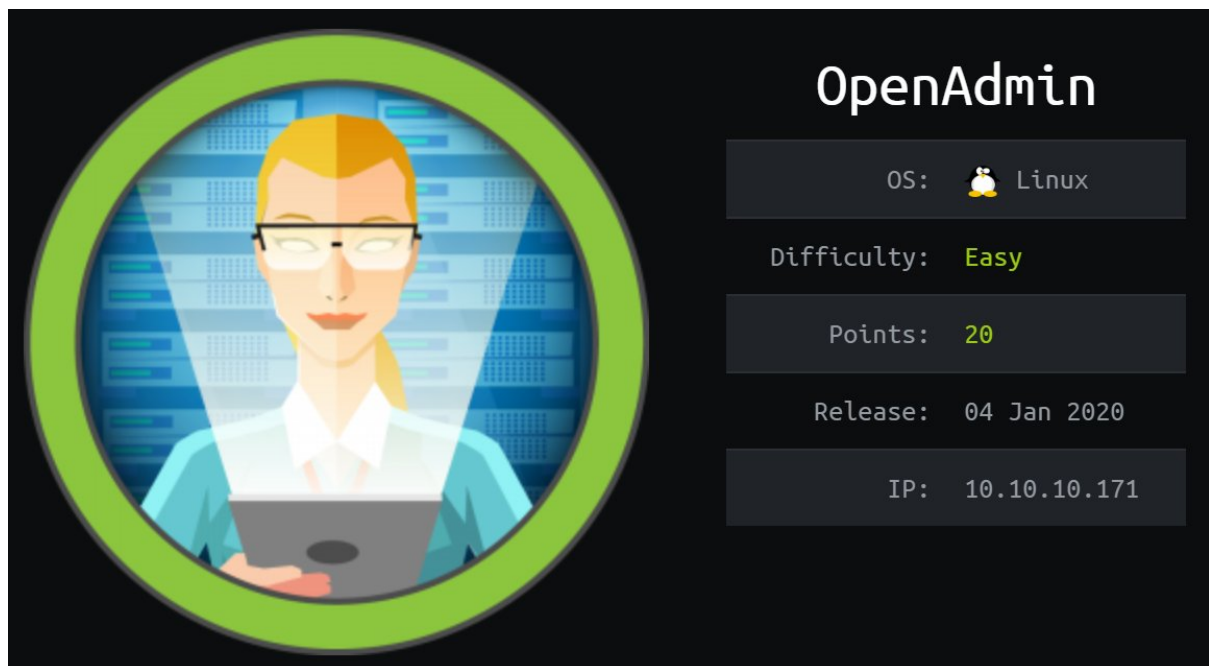 OpenAdmin
OS: Linux
Difficulty: Easy
Points: 20
Release: 04 Jan 2020
IP: 10.10.10.171